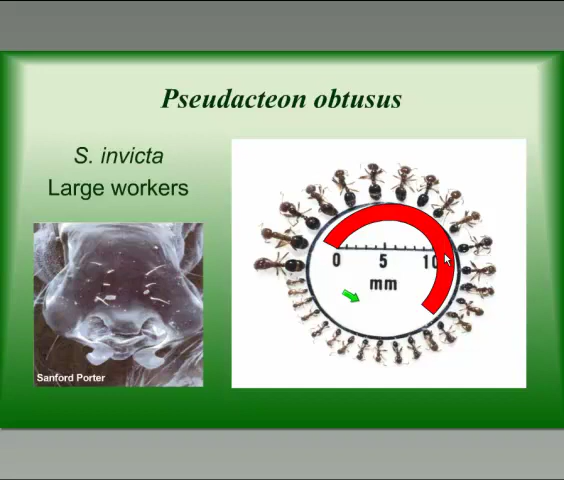 Pseudacteon obtusus
S. invicta
Large workers
0 5 10
mm
Sanford Porter